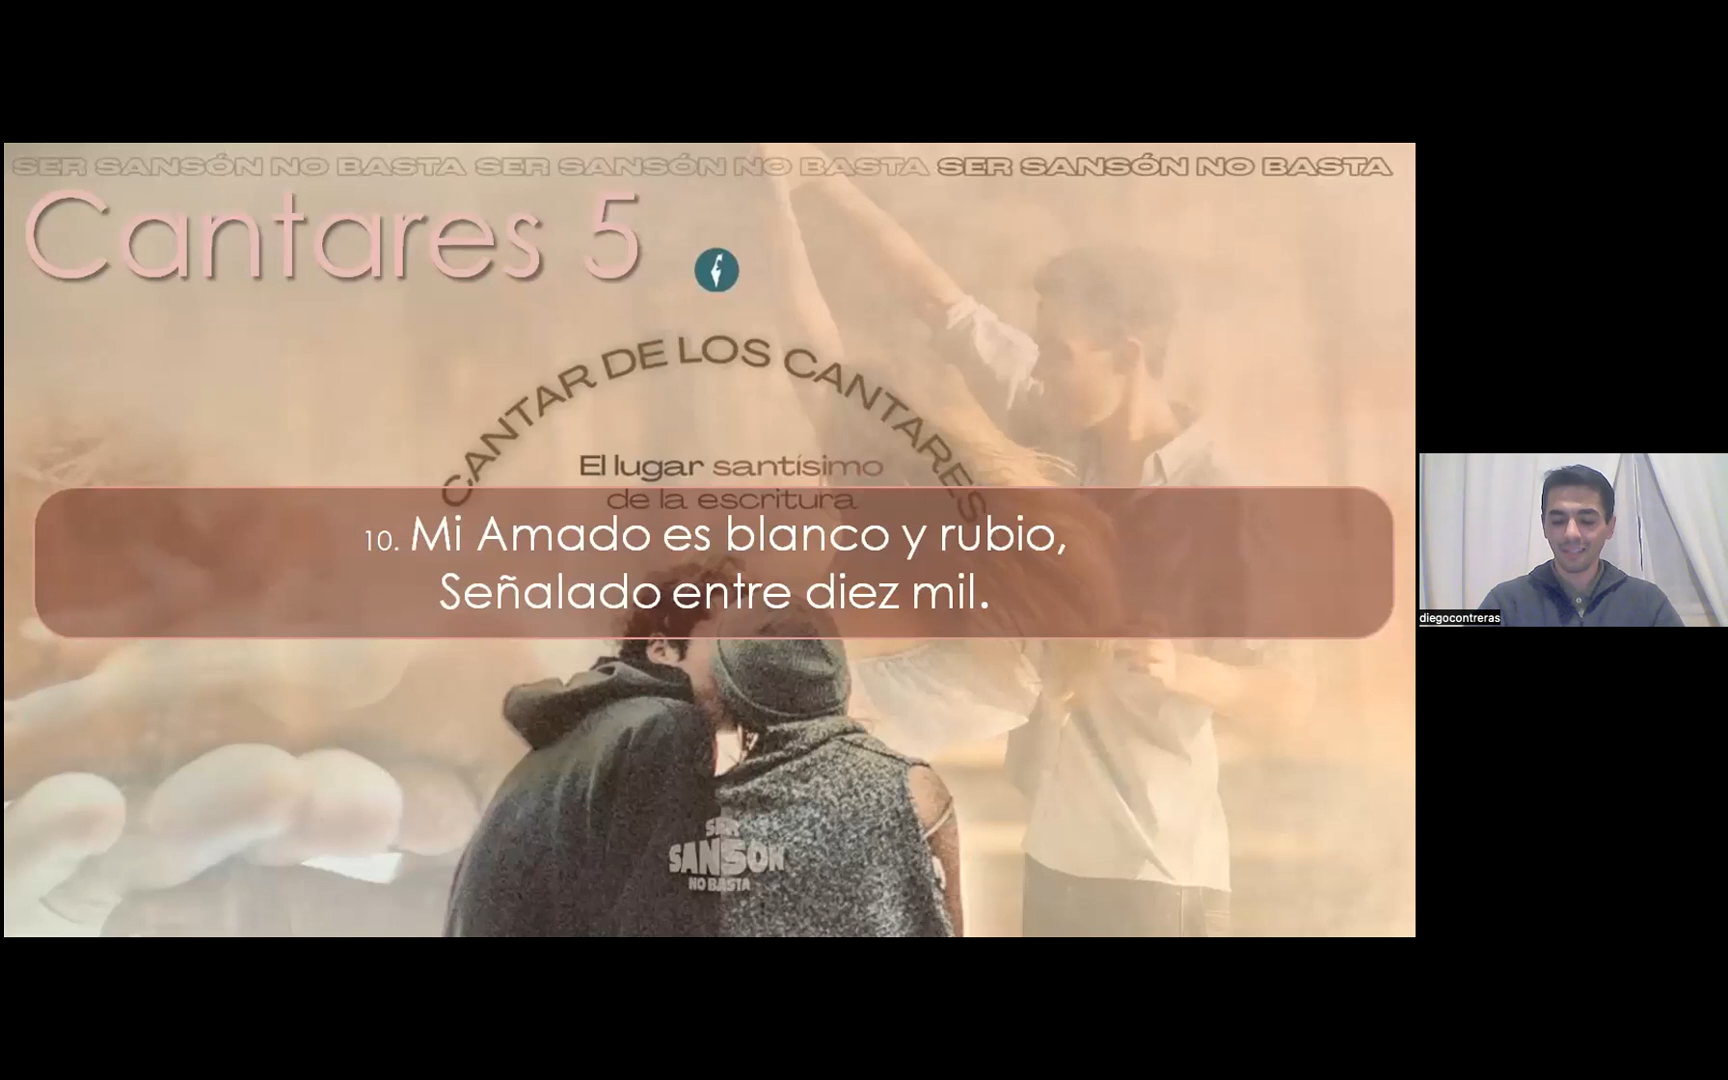 SER SANSÓN NO BASTA SER SANSÓN NO BASTA SER SANSÓN NO BASTA
Cantares 5
CANTAR DE LOS CANTARES
El lugar santísimo
de la escritura
10. Mi Amado es blanco y rubio,
Señalado entre diez mil.
diegocontreras
SER
SANSÓN
NO BASTA